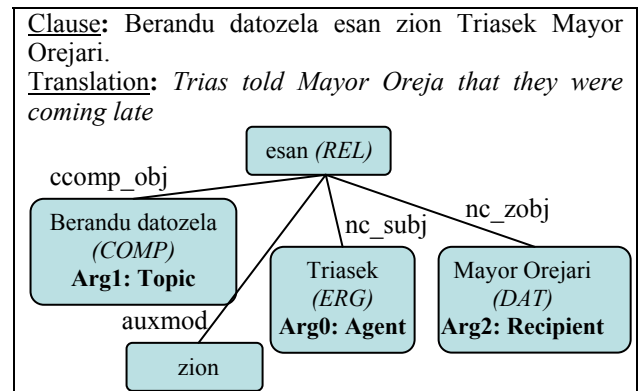 Clause: Berandu datozela esan zion Triasek Mayor
Orejari.
Translation: Trias told Mayor Oreja that they were
coming late
esan (REL)
ccomp_obj
nc_subj
nc_zobj
Berandu datozela
(COMP)
Arg1: Topic
Triasek
(ERG)
Arg0: Agent
Mayor Orejari
(DAT)
Arg2: Recipient
auxmod
zion